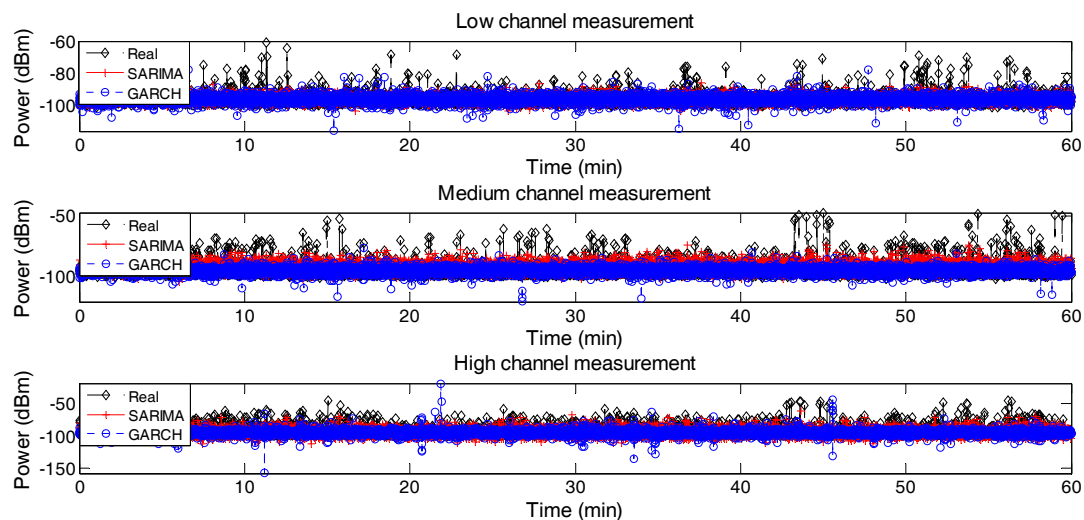 Low channel measurement
Power (dBm)
-60
-80
-100
Real
SARIMA
GARCH
0 10 20 30 40 50 60
Time (min)
Medium channel measurement
Power (dBm)
-50
-100
Real
SARIMA
GARCH
0 10 20 30 40 50 60
Time (min)
High channel measurement
Power (dBm)
-50
-100
-150
Real
SARIMA
GARCH
0 10 20 30 40 50 60
Time (min)